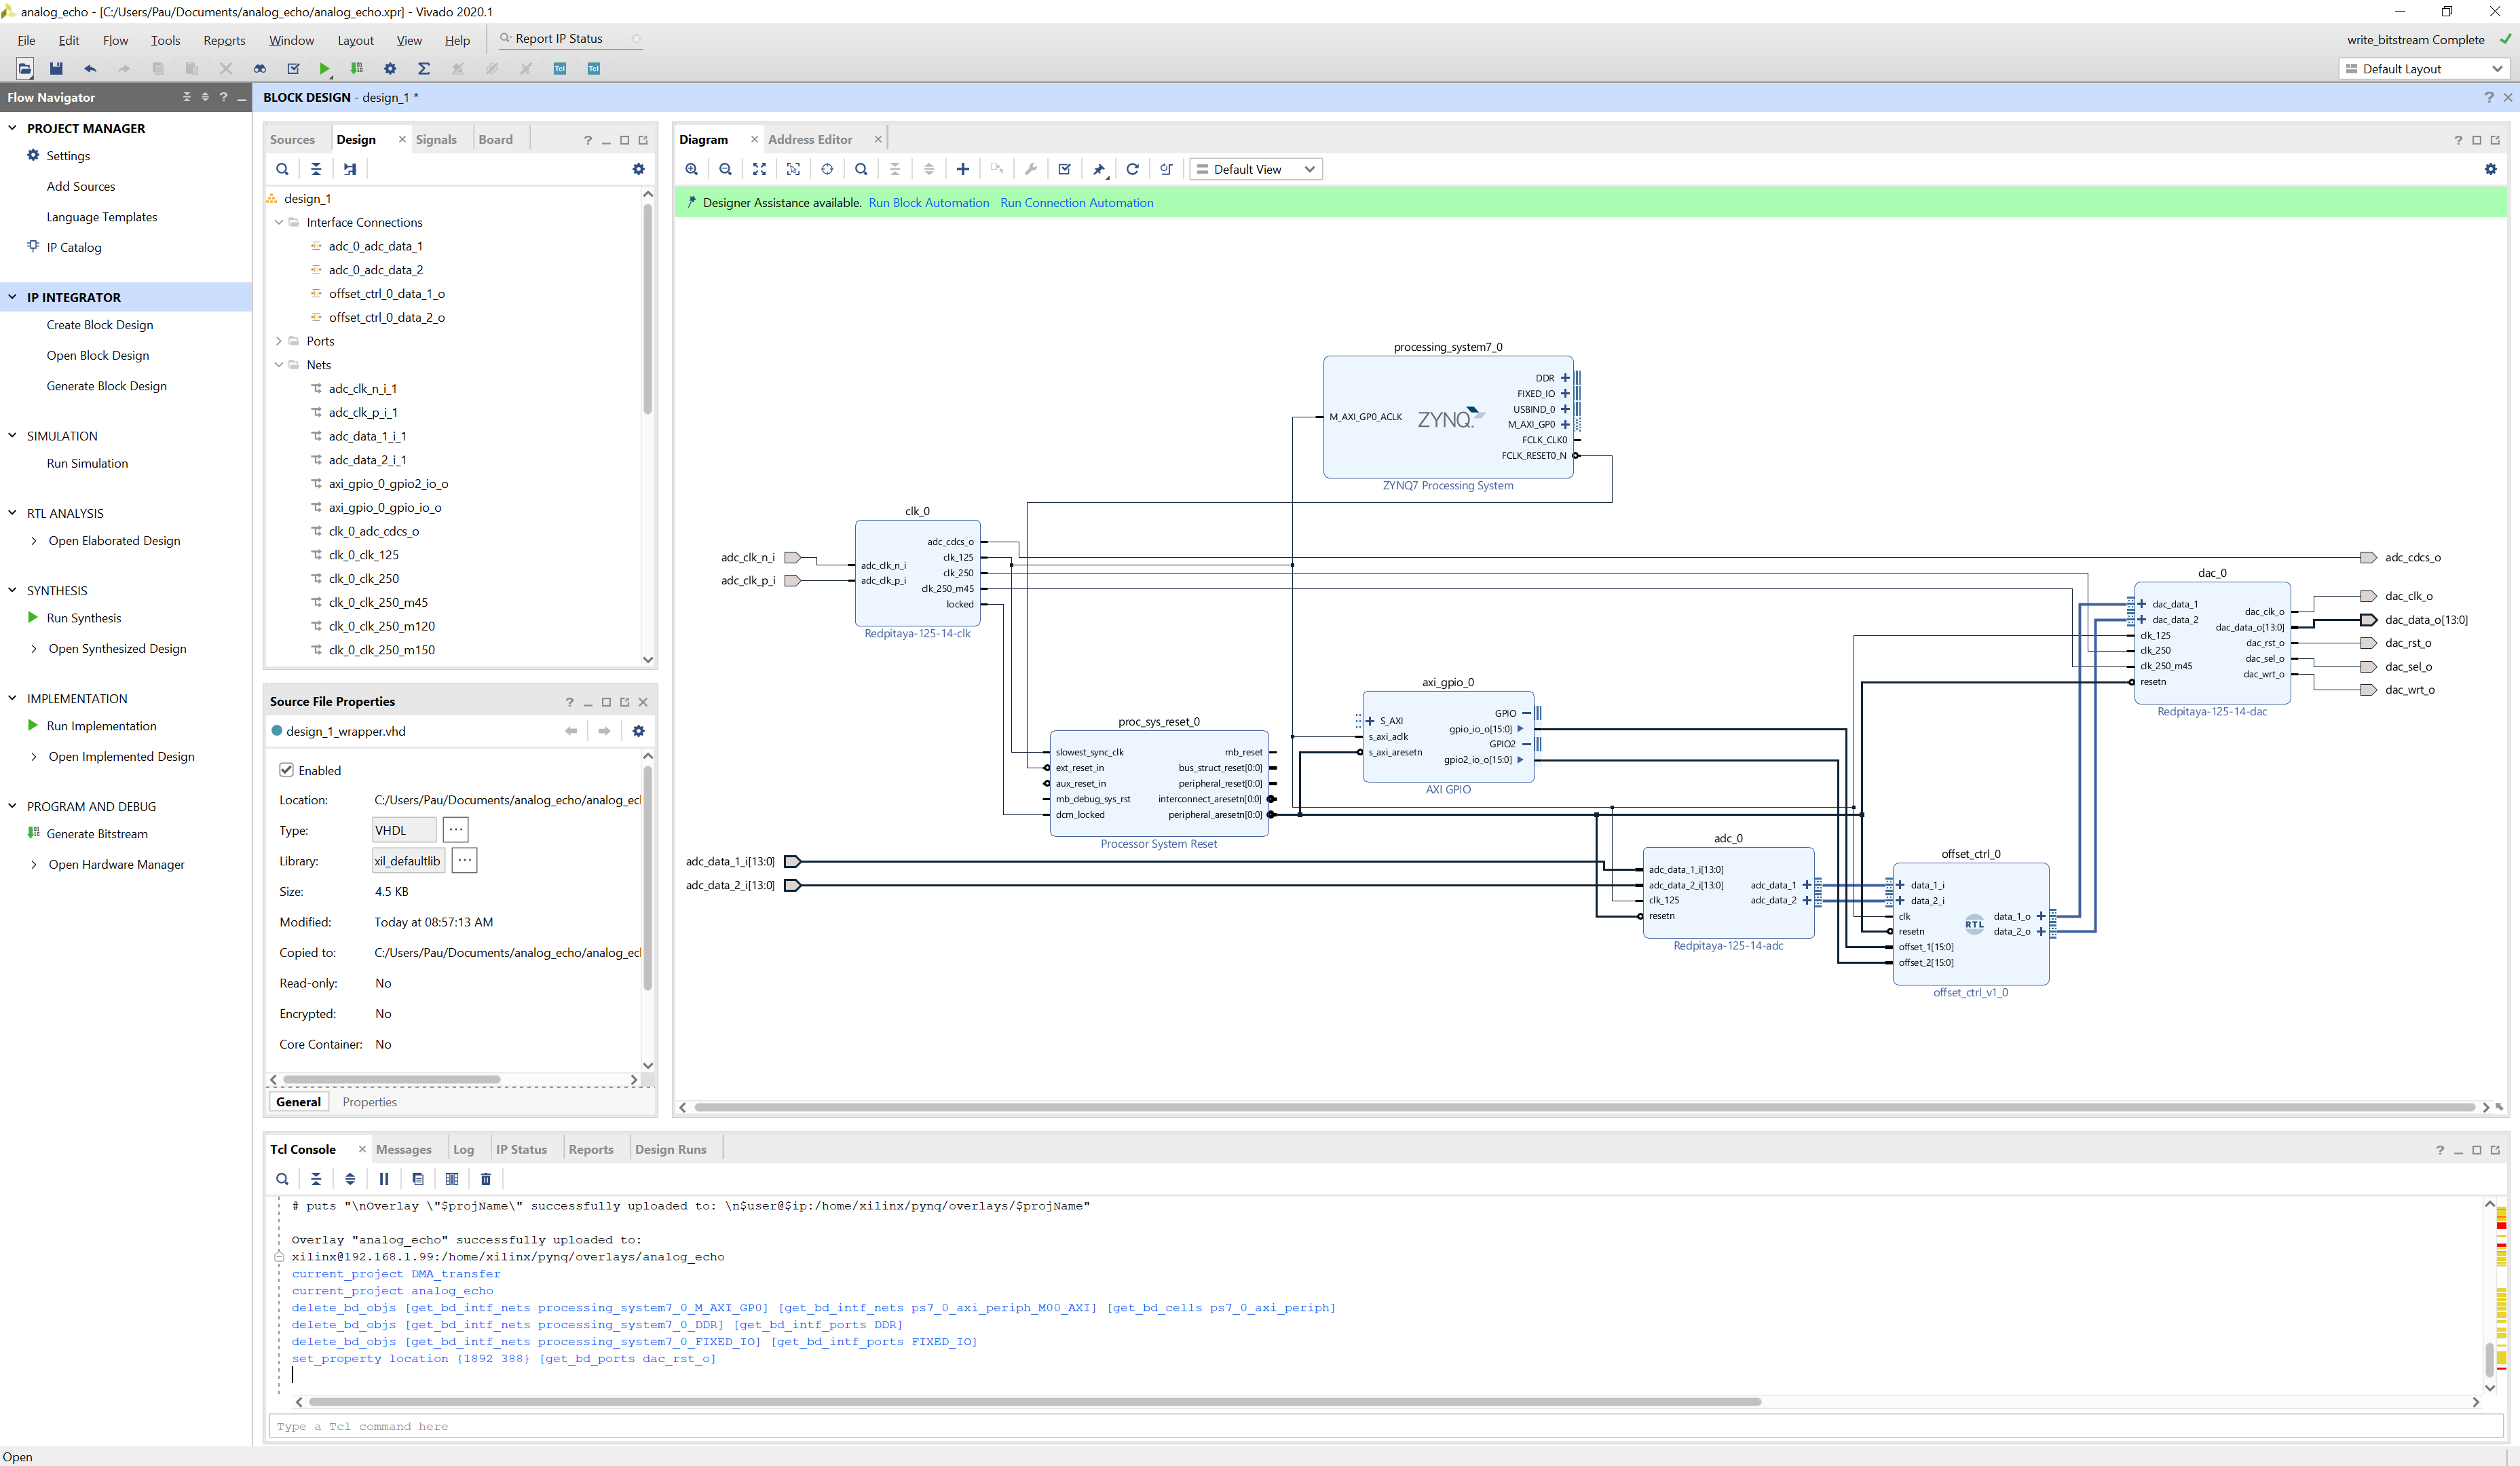 analog_echo - [C:/Users/Pau/Documents/analog_echo/analog_echo.xpr] - Vivado 2020.1
File Edit Flow Tools Reports Window Layout View Help Report IP Status
write_bitstream Complete
Tcl Tcl
Default Layout
Flow Navigator
PROJECT MANAGER
Settings
Add Sources
Language Templates
IP Catalog
IP INTEGRATOR
Create Block Design
Open Block Design
Generate Block Design
SIMULATION
Run Simulation
RTL ANALYSIS
Open Elaborated Design
SYNTHESIS
Run Synthesis
Open Synthesized Design
IMPLEMENTATION
Run Implementation
Open Implemented Design
PROGRAM AND DEBUG
Generate Bitstream
Open Hardware Manager
BLOCK DESIGN - design_1 *
Sources Design Signals Board
design_1
Interface Connections
adc_0_adc_data_1
adc_0_adc_data_2
offset_ctrl_0_data_1_o
offset_ctrl_0_data_2_o
Ports
Nets
adc_clk_n_i_1
adc_clk_p_i_1
adc_data_1_i_1
adc_data_2_i_1
axi_gpio_0_gpio2_io_o
axi_gpio_0_gpio_io_o
clk_0_adc_cdcs_o
clk_0_clk_125
clk_0_clk_250
clk_0_clk_250_m45
clk_0_clk_250_m120
clk_0_clk_250_m150
Source File Properties
design_1_wrapper.vhd
Enabled
Location: C:/Users/Pau/Documents/analog_echo/analog_ecl
Type: VHDL ...
Library: xil_defaultlib ...
Size: 4.5 KB
Modified: Today at 08:57:13 AM
Copied to: C:/Users/Pau/Documents/analog_echo/analog_ecl
Read-only: No
Encrypted: No
Core Container: No
General Properties
Diagram Address Editor
Default View
Designer Assistance available. Run Block Automation Run Connection Automation
processing_system7_0
M_AXI_GP0_ACLK
ZYNQ
DDR
FIXED_IO
USBIND_0
M_AXI_GP0
FCLK_CLK0
FCLK_RESET0_N
ZYNQ7 Processing System
adc_clk_n_i
adc_clk_p_i
clk_0
adc_clk_n_i
adc_clk_p_i
adc_cdcs_o
clk_125
clk_250
clk_250_m45
locked
Redpitaya-125-14-clk
proc_sys_reset_0
slowest_sync_clk
ext_reset_in
aux_reset_in
mb_debug_sys_rst
dcm_locked
mb_reset
bus_struct_reset[0:0]
peripheral_reset[0:0]
interconnect_aresetn[0:0]
peripheral_aresetn[0:0]
Processor System Reset
axi_gpio_0
S_AXI
s_axi_aclk
s_axi_aresetn
GPIO
gpio_io_o[15:0]
GPIO2
gpio2_io_o[15:0]
AXI GPIO
adc_data_1_i[13:0]
adc_data_2_i[13:0]
adc_0
adc_data_1_i[13:0]
adc_data_2_i[13:0]
clk_125
resetn
adc_data_1
adc_data_2
Redpitaya-125-14-adc
offset_ctrl_0
data_1_i
data_2_i
clk
resetn
offset_1[15:0]
offset_2[15:0]
RTL
data_1_o
data_2_o
offset_ctrl_v1_0
dac_0
dac_data_1
dac_data_2
clk_125
clk_250
clk_250_m45
resetn
dac_clk_o
dac_data_o[13:0]
dac_rst_o
dac_sel_o
dac_wrt_o
Redpitaya-125-14-dac
adc_cdcs_o
dac_clk_o
dac_data_o[13:0]
dac_rst_o
dac_sel_o
dac_wrt_o
Tcl Console Messages Log IP Status Reports Design Runs
# puts "\nOverlay \"$projName\" successfully uploaded to: \n$user@$ip:/home/xilinx/pynq/overlays/$projName"
Overlay "analog_echo" successfully uploaded to:
xilinx@192.168.1.99:/home/xilinx/pynq/overlays/analog_echo
current_project DMA_transfer
current_project analog_echo
delete_bd_objs [get_bd_intf_nets processing_system7_0_M_AXI_GP0] [get_bd_intf_nets ps7_0_axi_periph_M00_AXI] [get_bd_cells ps7_0_axi_periph]
delete_bd_objs [get_bd_intf_nets processing_system7_0_DDR] [get_bd_intf_ports DDR]
delete_bd_objs [get_bd_intf_nets processing_system7_0_FIXED_IO] [get_bd_intf_ports FIXED_IO]
set_property location {1892 388} [get_bd_ports dac_rst_o]
Type a Tcl command here
Open